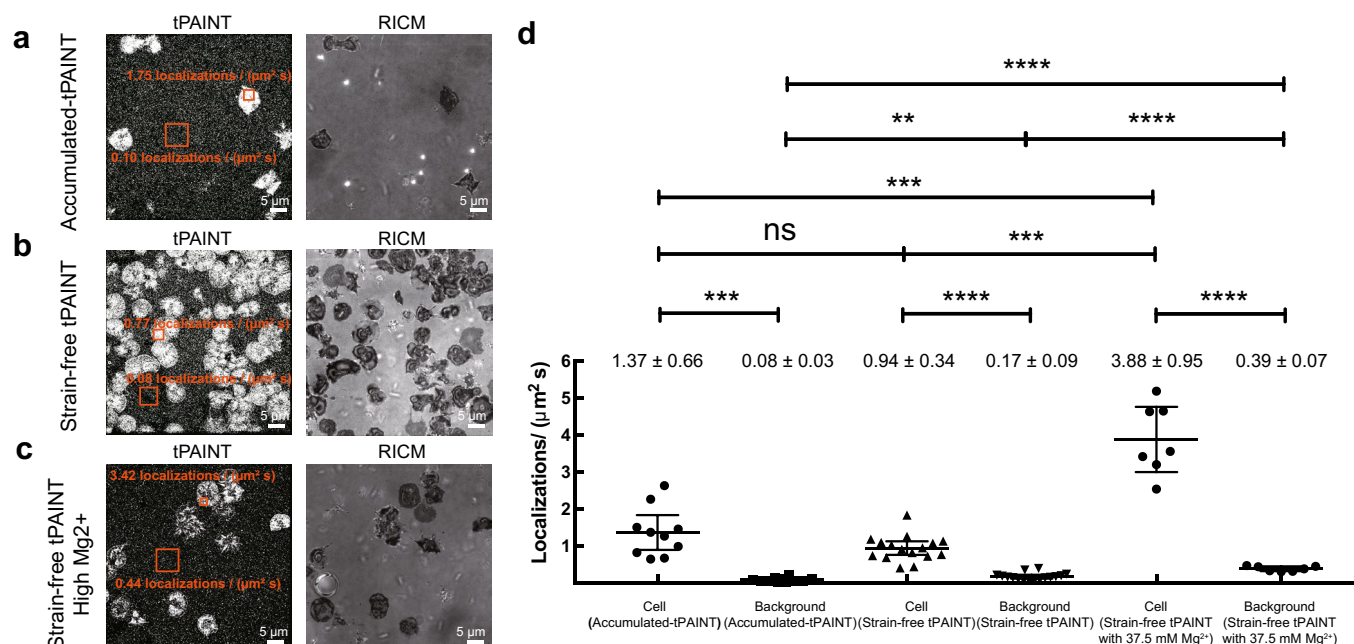 a
tPAINT
RICM
Accumulated-tPAINT
1.75 localizations / (µm² s)
0.10 localizations / (µm² s)
5 µm
5 µm
b
tPAINT
RICM
Strain-free tPAINT
0.77 localizations / (µm² s)
0.08 localizations / (µm² s)
5 µm
5 µm
c
tPAINT
RICM
Strain-free tPAINT
High Mg2+
3.42 localizations / (µm² s)
0.44 localizations / (µm² s)
5 µm
5 µm
d
****
** ****
***
ns ***
*** **** ****
1.37 ± 0.66 0.08 ± 0.03 0.94 ± 0.34 0.17 ± 0.09 3.88 ± 0.95 0.39 ± 0.07
Localizations/ (µm² s)
6
5
4
3
2
1
Cell Background Cell Background Cell Background
(Accumulated-tPAINT) (Accumulated-tPAINT) (Strain-free tPAINT) (Strain-free tPAINT) (Strain-free tPAINT (Strain-free tPAINT
with 37.5 mM Mg²⁺) with 37.5 mM Mg²⁺)